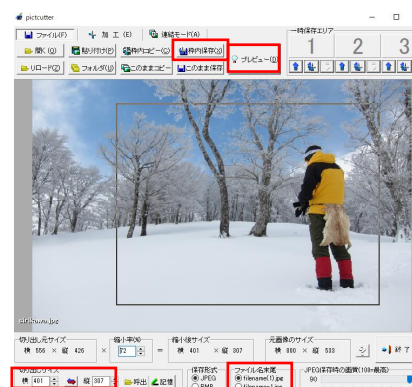 pictcutter
ファイル(F) 加 工 (E) 連結モード(A) 一時保存エリア
開く(O) 貼り付け(P) 枠内コピー(C) 枠内保存(X) プレビュー(D) 1 2 3
リロード(Z) フォルダ(U) このままコピー このまま保存
shirikawa.jpg
切り出し元サイズ 縮小率(%) 縮小後サイズ 元画像のサイズ
横 556 × 縦 426 × 72 = 横 401 × 縦 307 横 800 × 縦 533 終 了
切り出しサイズ 保存形式 ファイル名末尾 JPEG保存時の画質(100=最高)
横 401 縦 307 呼出 記憶 JPEG filename(1).jpg 90
BMP